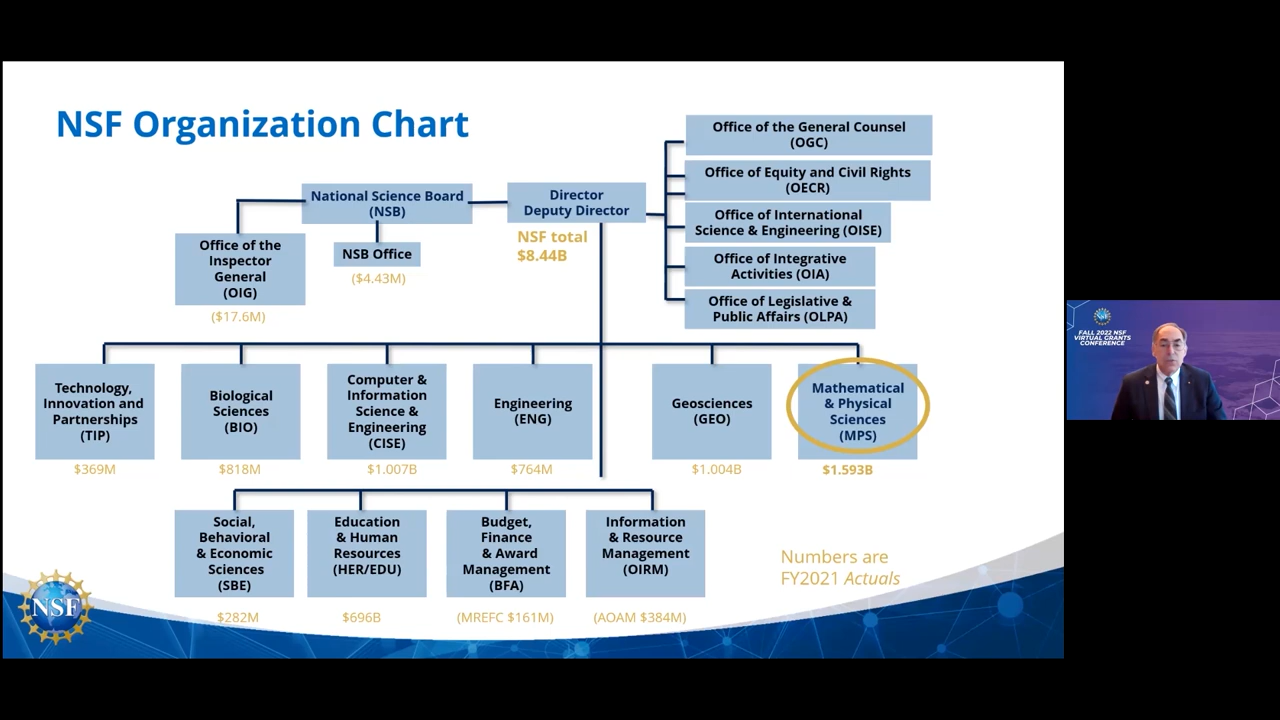 NSF Organization Chart
Office of the General Counsel
(OGC)
Office of Equity and Civil Rights
(OECR)
Office of International
Science & Engineering (OISE)
Office of Integrative
Activities (OIA)
Office of Legislative &
Public Affairs (OLPA)
National Science Board
(NSB)
Director
Deputy Director
NSF total
$8.44B
Office of the
Inspector
General
(OIG)
($17.6M)
NSB Office
($4.43M)
Technology,
Innovation and
Partnerships
(TIP)
$369M
Biological
Sciences
(BIO)
$818M
Computer &
Information
Science &
Engineering
(CISE)
$1.007B
Engineering
(ENG)
$764M
Geosciences
(GEO)
$1.004B
Mathematical
& Physical
Sciences
(MPS)
$1.593B
Social,
Behavioral
& Economic
Sciences
(SBE)
$282M
Education
& Human
Resources
(HER/EDU)
$696B
Budget,
Finance
& Award
Management
(BFA)
(MREFC $161M)
Information
& Resource
Management
(OIRM)
(AOAM $384M)
Numbers are
FY2021 Actuals
NSF
NSF
FALL 2022 NSF
VIRTUAL GRANTS
CONFERENCE